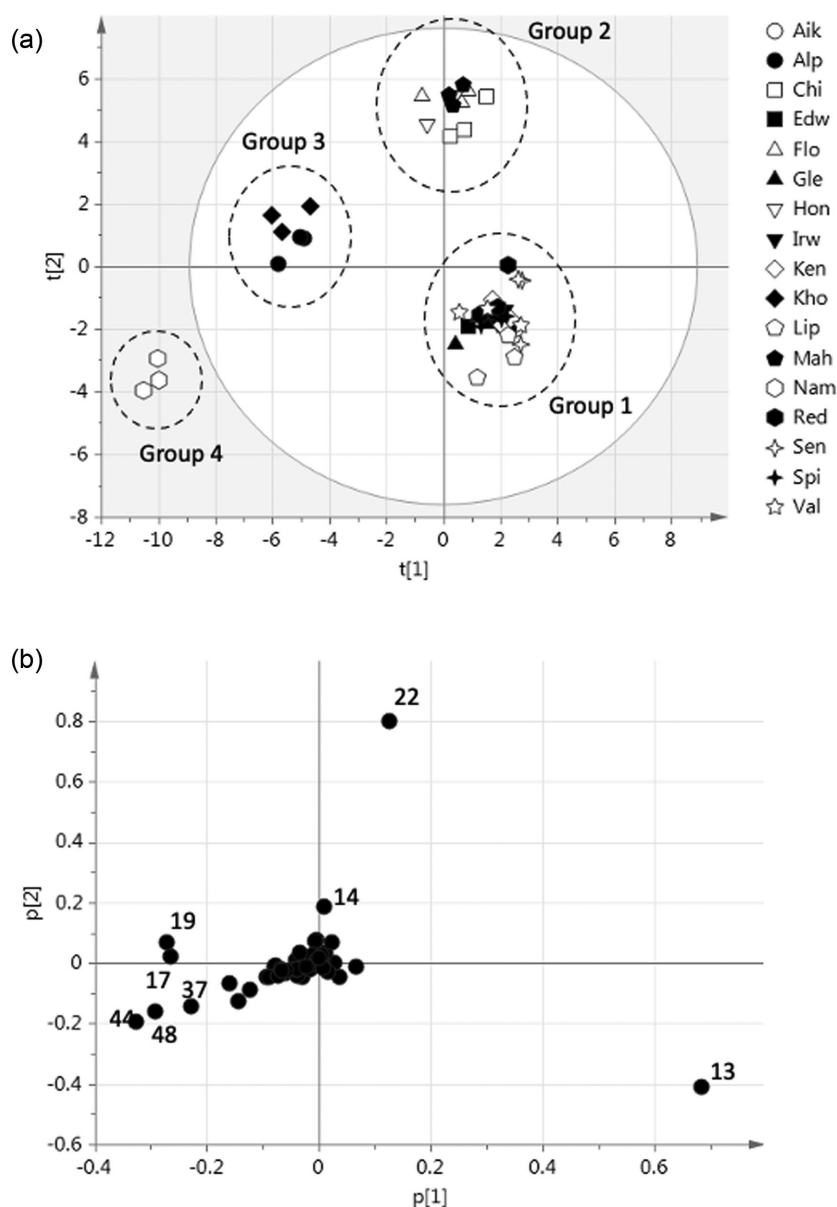 (a)
t[2]
6
4
2
0
-2
-4
-6
-8
-12 -10 -8 -6 -4 -2 0 2 4 6 8
t[1]
Group 2
Group 3
Group 1
Group 4
Aik
Alp
Chi
Edw
Flo
Gle
Hon
Irw
Ken
Kho
Lip
Mah
Nam
Red
Sen
Spi
Val
(b)
p[2]
0.8
0.6
0.4
0.2
0
-0.2
-0.4
-0.6
-0.4 -0.2 0 0.2 0.4 0.6
p[1]
22
14
19
17
37
44
48
13